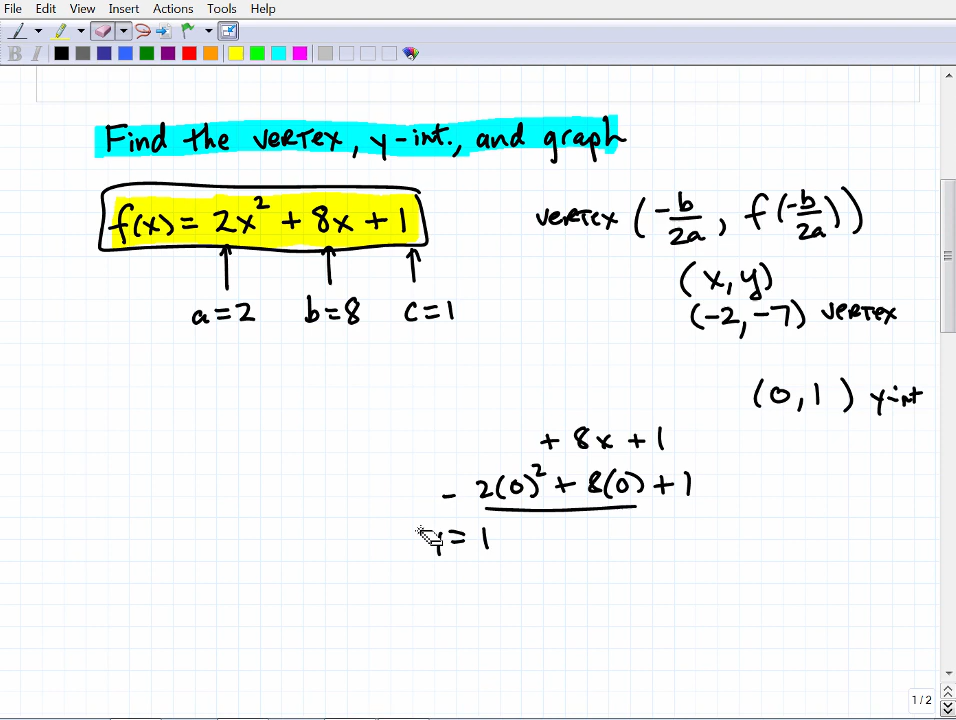 File Edit View Insert Actions Tools Help
B I
Find the vertex, y-int., and graph
f(x) = 2x² + 8x + 1
vertex (-b/2a, f(-b/2a))
a=2 b=8 c=1
(x,y)
(-2,-7) vertex
(0,1) y-int
+ 8x + 1
- 2(0)² + 8(0) + 1
y = 1
1/2